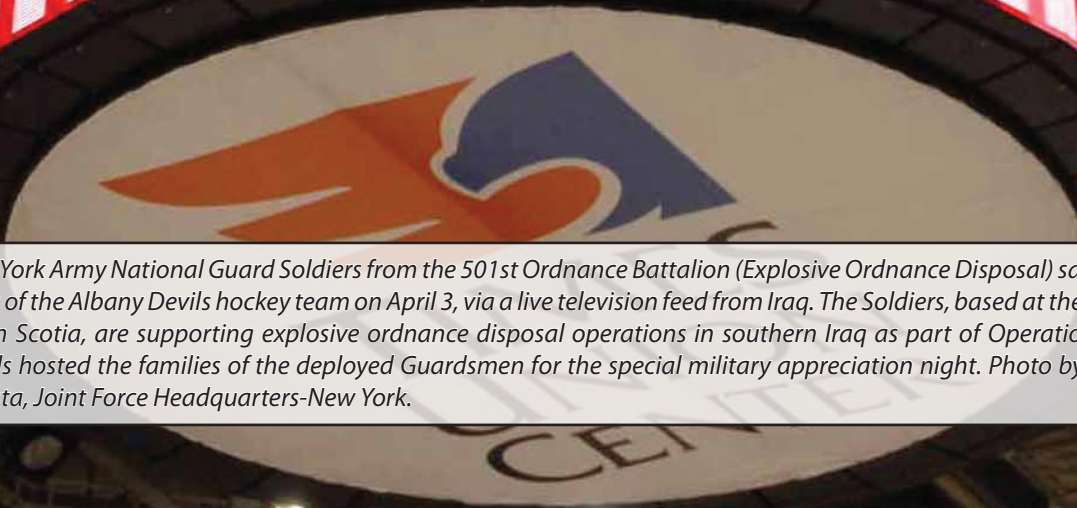 TIMES
York Army National Guard Soldiers from the 501st Ordnance Battalion (Explosive Ordnance Disposal) sa
of the Albany Devils hockey team on April 3, via a live television feed from Iraq. The Soldiers, based at the
n Scotia, are supporting explosive ordnance disposal operations in southern Iraq as part of Operatio
ls hosted the families of the deployed Guardsmen for the special military appreciation night. Photo by
ta, Joint Force Headquarters-New York.
UNION
CENTER